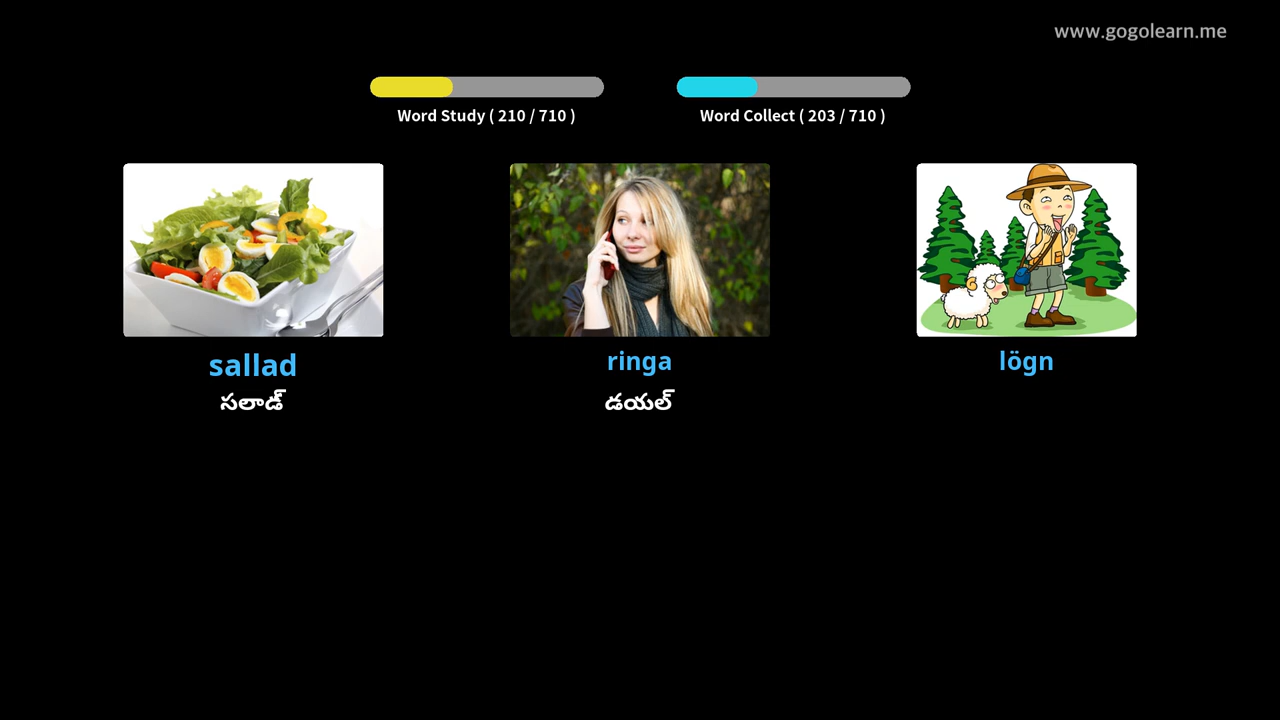 www.gogolearn.me
Word Study ( 210 / 710 )
Word Collect ( 203 / 710 )
sallad
ringa
lögn
సలాడ్
డయల్